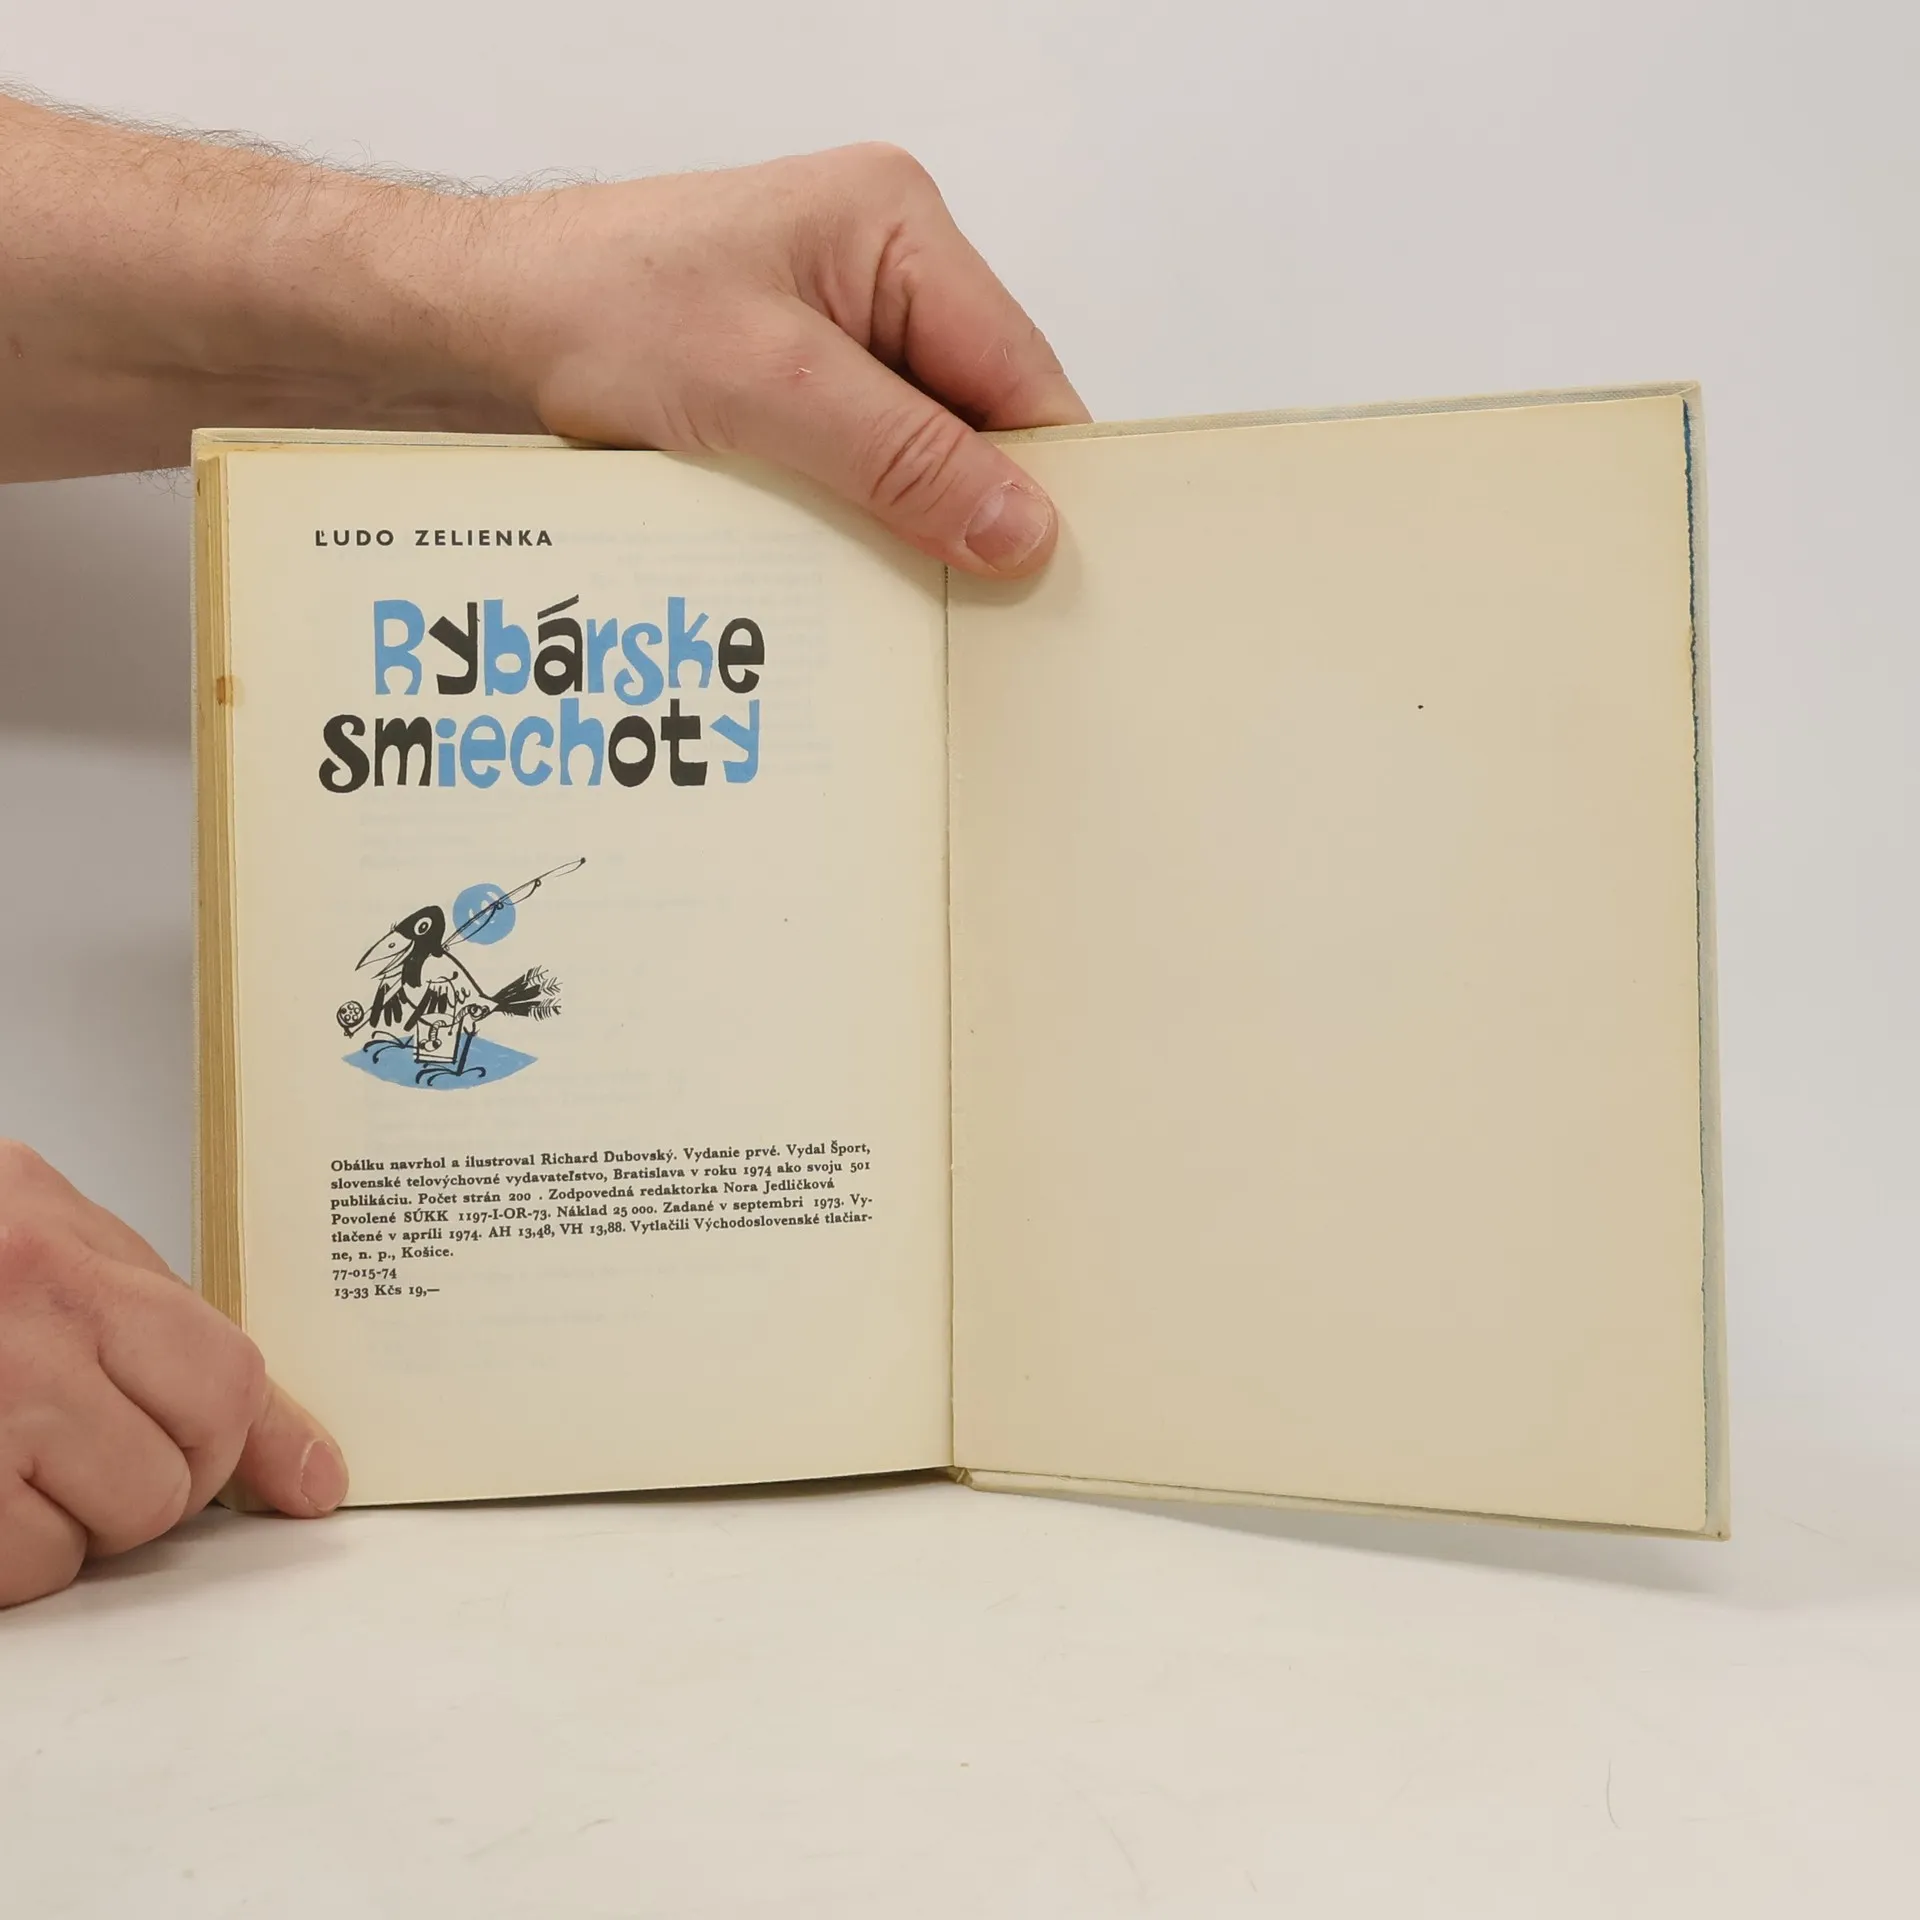 ĽUDO ZELIENKA
Rybárske
smiechoty
Obálku navrhol a ilustroval Richard Dubovský. Vydanie prvé. Vydal Šport,
slovenské telovýchovné vydavateľstvo, Bratislava v roku 1974 ako svoju 501
publikáciu. Počet strán 200 . Zodpovedná redaktorka Nora Jedličková
Povolené SÚKK 1197-I-OR-73. Náklad 25 000. Zadané v septembri 1973. Vy-
tlačené v apríli 1974. AH 13,48, VH 13,88. Vytlačili Východoslovenské tlačiar-
ne, n. p., Košice.
77-015-74
13-33 Kčs 19,—